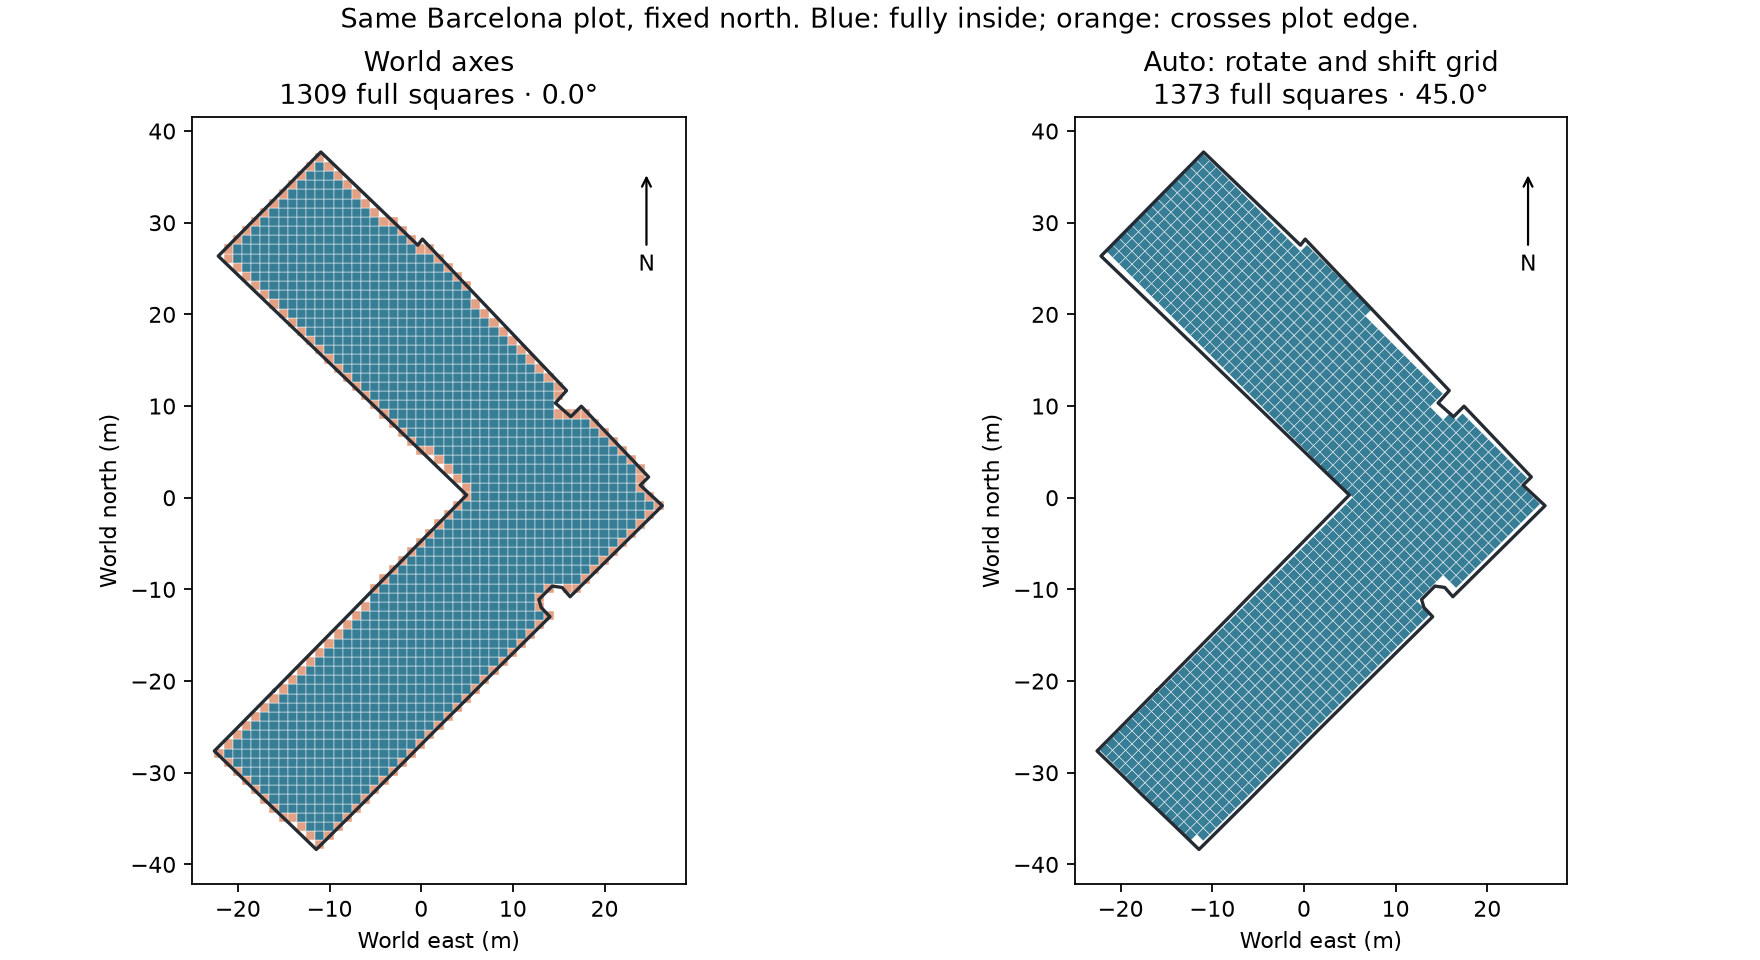 Same Barcelona plot, fixed north. Blue: fully inside; orange: crosses plot edge.
World axes
1309 full squares · 0.0°
40
30
20
10
0
−10
−20
−30
−40
World north (m)
N
−20
−10
0
10
20
World east (m)
Auto: rotate and shift grid
1373 full squares · 45.0°
40
30
20
10
0
−10
−20
−30
−40
World north (m)
N
−20
−10
0
10
20
World east (m)